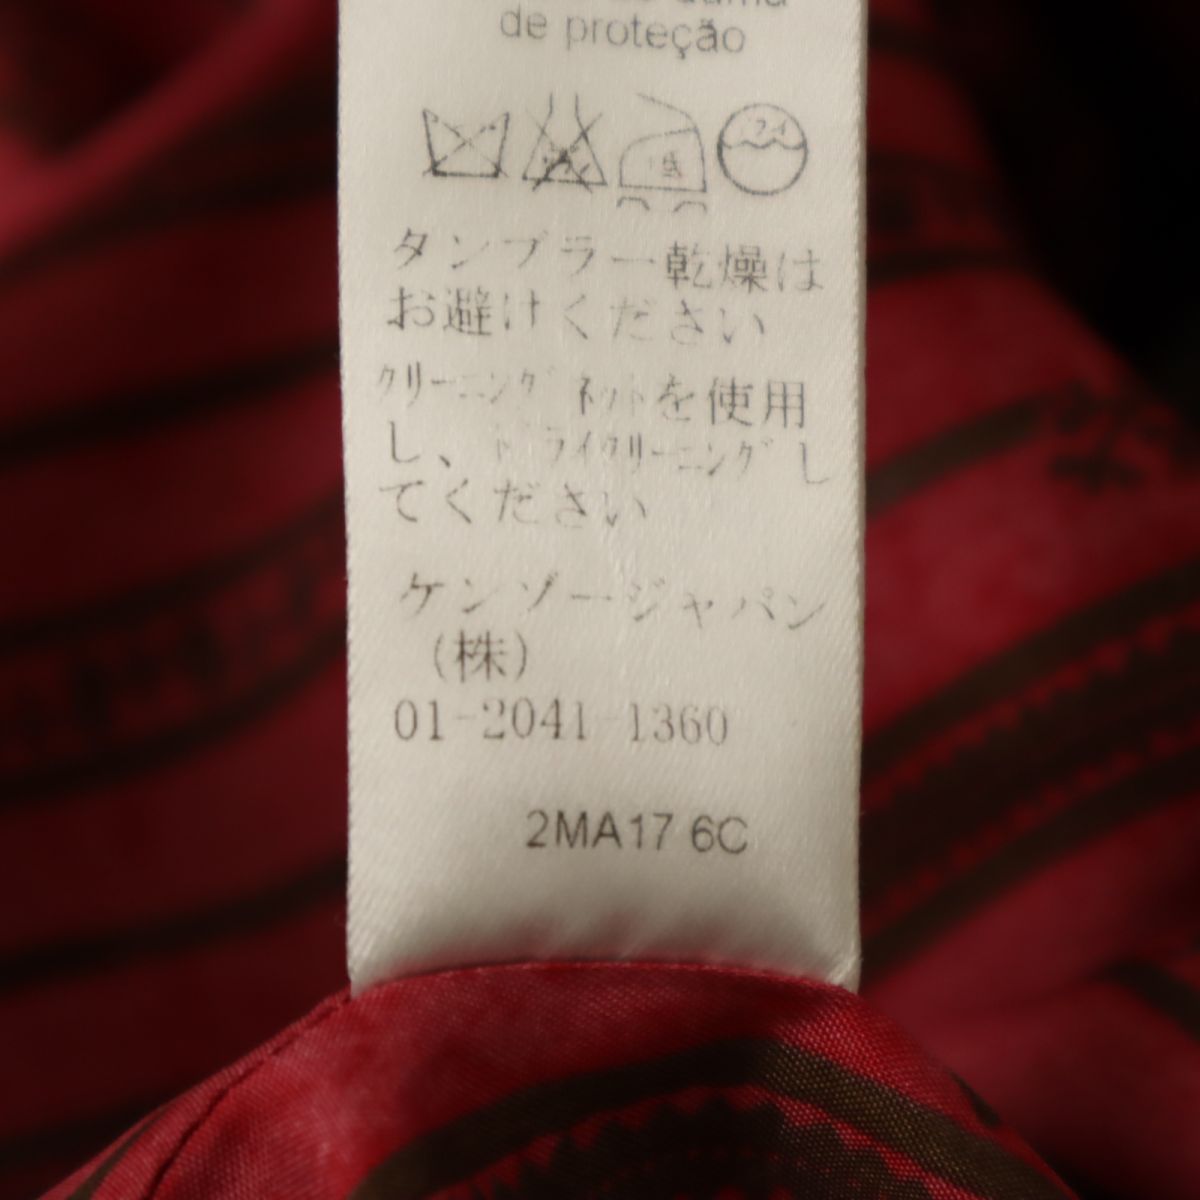 de proteção
タンブラー乾燥は
お避けください
ｸﾘｰﾆﾝｸﾞ ﾈｯﾄを使用
し、ﾄﾞﾗｲｸﾘｰﾆﾝｸﾞし
てください
ケンゾージャパン
(株)
01-2041-1360
2MA17 6C